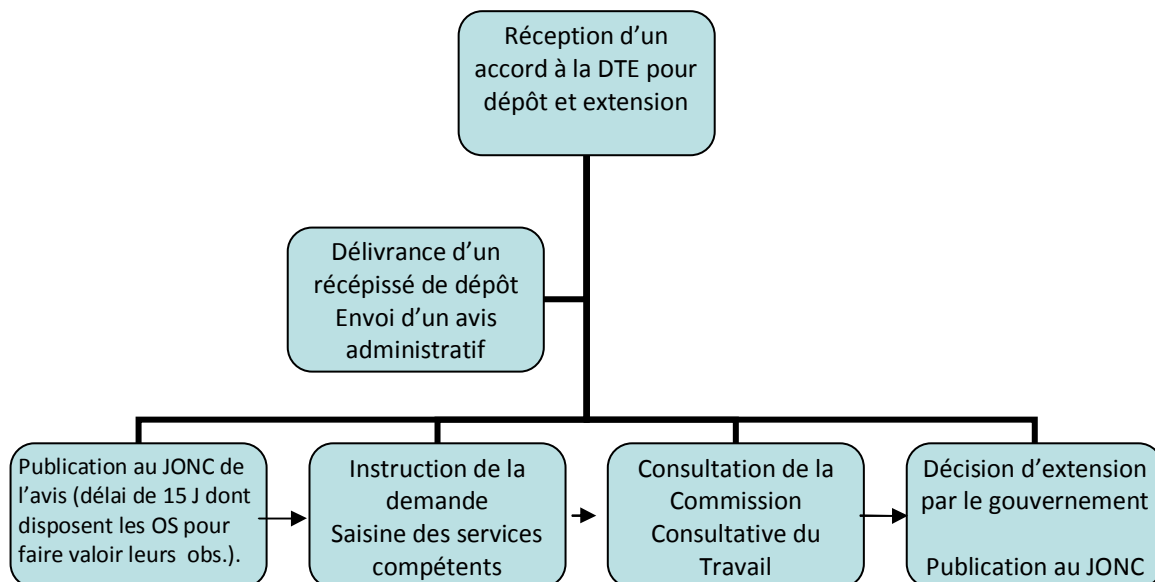 Réception d’un
accord à la DTE pour
dépôt et extension
Délivrance d’un
récépissé de dépôt
Envoi d’un avis
administratif
Publication au JONC de
l’avis (délai de 15 J dont
disposent les OS pour
faire valoir leurs obs.).
Instruction de la
demande
Saisine des services
compétents
Consultation de la
Commission
Consultative du
Travail
Décision d’extension
par le gouvernement
Publication au JONC